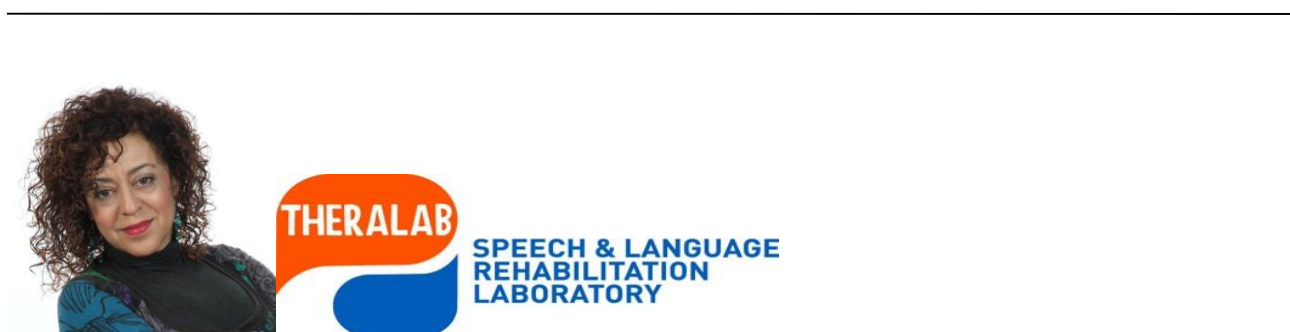 THERALAB
SPEECH & LANGUAGE
REHABILITATION
LABORATORY